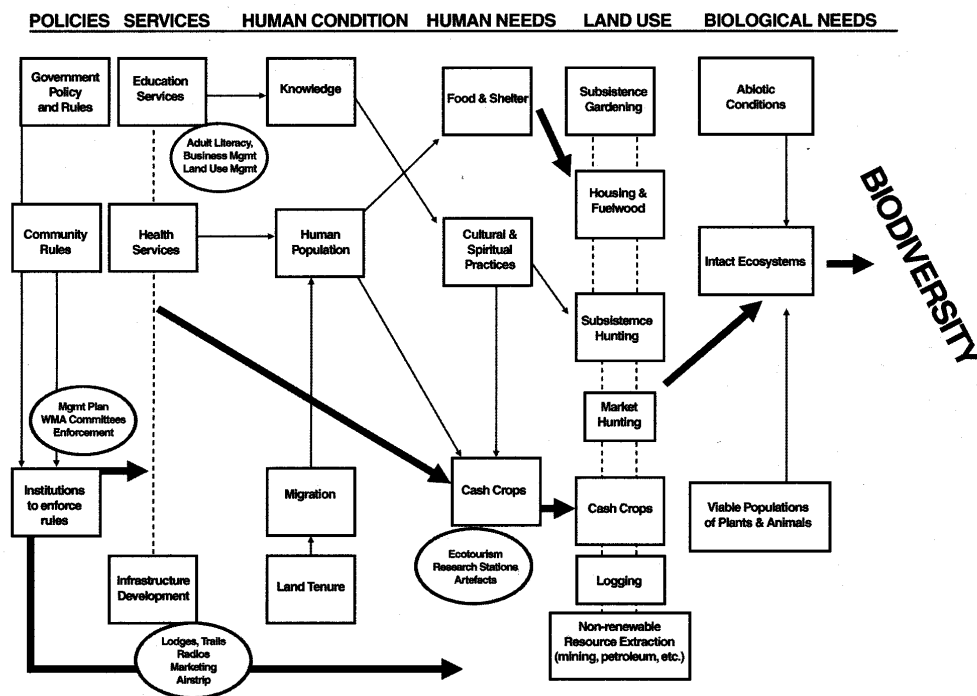 POLICIES SERVICES HUMAN CONDITION HUMAN NEEDS LAND USE BIOLOGICAL NEEDS
Government
Policy
and Rules
Education
Services
Knowledge
Food & Shelter
Subsistence
Gardening
Abiotic
Conditions
Adult Literacy,
Business Mgmt
Land Use Mgmt
Housing &
Fuelwood
Community
Rules
Health
Services
Human
Population
Cultural &
Spiritual
Practices
Intact Ecosystems
BIODIVERSITY
Subsistemce
Hunting
Market
Hunting
Mgmt Plan
WMA Committees
Enforcement
Institutions
to enforce
rules
Migration
Cash Crops
Cash Crops
Viable Populations
of Plants & Animals
Ecotourism
Research Stations
Artefacts
Infrastructure
Development
Land Tenure
Logging
Non-renewable
Resource Extraction
(mining, petroleum, etc.)
Lodges, Trails
Radios
Marketing
Airstrip